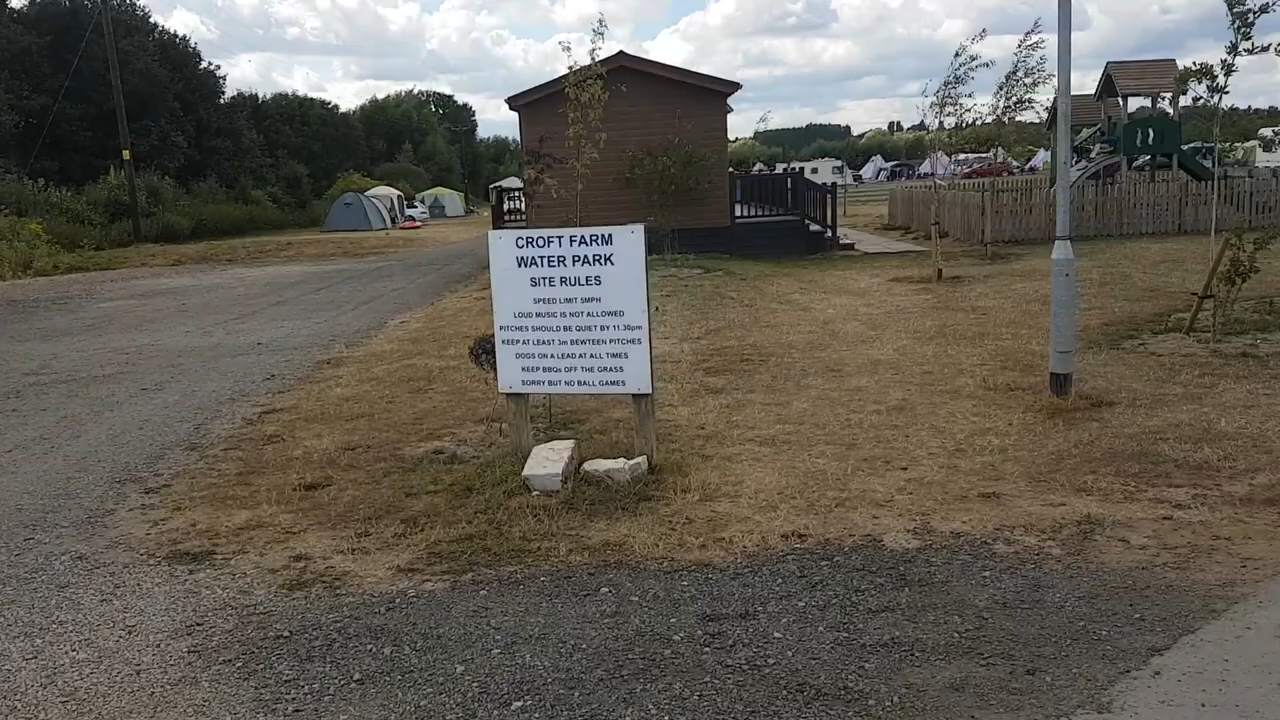 CROFT FARM
WATER PARK
SITE RULES
SPEED LIMIT 5MPH
LOUD MUSIC IS NOT ALLOWED
PITCHES SHOULD BE QUIET BY 11.30pm
KEEP AT LEAST 3m BEWTEEN PITCHES
DOGS ON A LEAD AT ALL TIMES
KEEP BBQs OFF THE GRASS
SORRY BUT NO BALL GAMES